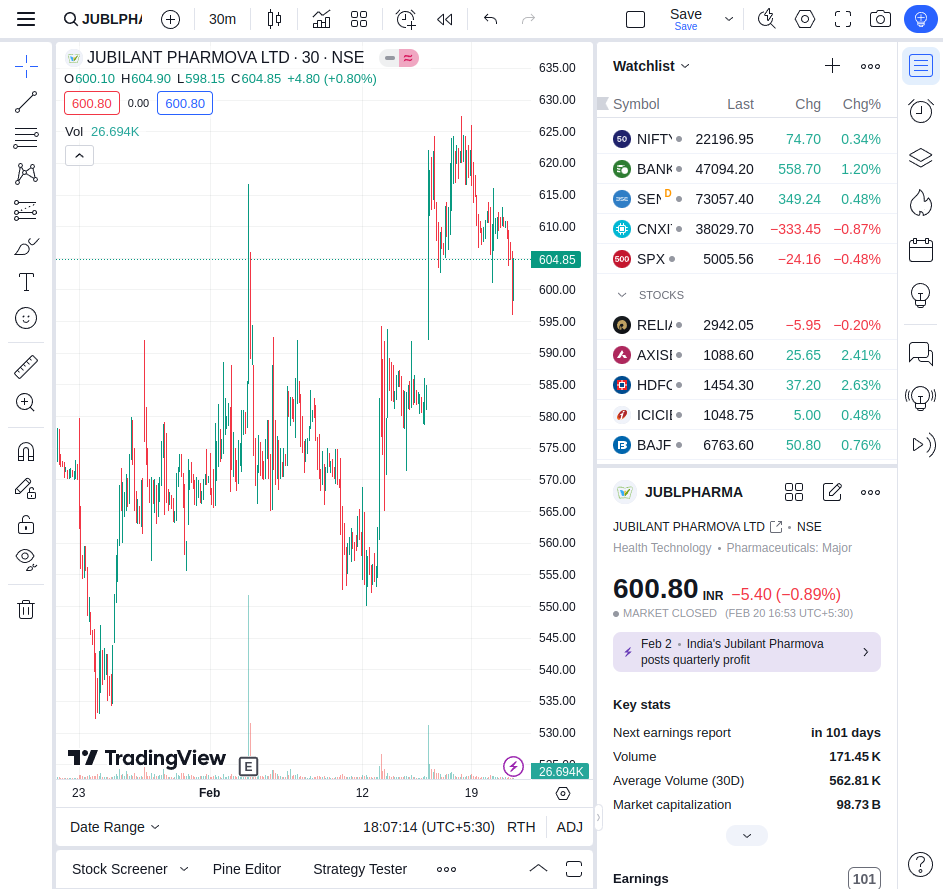 JUBLPHA
30m
Save
Save
JUBILANT PHARMOVA LTD · 30 · NSE
O600.10 H604.90 L598.15 C604.85 +4.80 (+0.80%)
600.80 0.00 600.80
Vol 26.694K
635.00
630.00
625.00
620.00
615.00
610.00
604.85
600.00
595.00
590.00
585.00
580.00
575.00
570.00
565.00
560.00
555.00
550.00
545.00
540.00
535.00
530.00
26.694K
TradingView
E
23 Feb 12 19
Date Range
18:07:14 (UTC+5:30) RTH ADJ
Stock Screener Pine Editor Strategy Tester
Watchlist
Symbol Last Chg Chg%
50 NIFTY 22196.95 74.70 0.34%
BANK 47094.20 558.70 1.20%
SEN D 73057.40 349.24 0.48%
CNXI 38029.70 −333.45 −0.87%
500 SPX 5005.56 −24.16 −0.48%
STOCKS
RELIA 2942.05 −5.95 −0.20%
AXISE 1088.60 25.65 2.41%
HDFC 1454.30 37.20 2.63%
ICICIE 1048.75 5.00 0.48%
BAJF 6763.60 50.80 0.76%
JUBLPHARMA
JUBILANT PHARMOVA LTD • NSE
Health Technology • Pharmaceuticals: Major
600.80 INR −5.40 (−0.89%)
MARKET CLOSED (FEB 20 16:53 UTC+5:30)
Feb 2 • India's Jubilant Pharmova
posts quarterly profit
Key stats
Next earnings report in 101 days
Volume 171.45 K
Average Volume (30D) 562.81 K
Market capitalization 98.73 B
Earnings 101